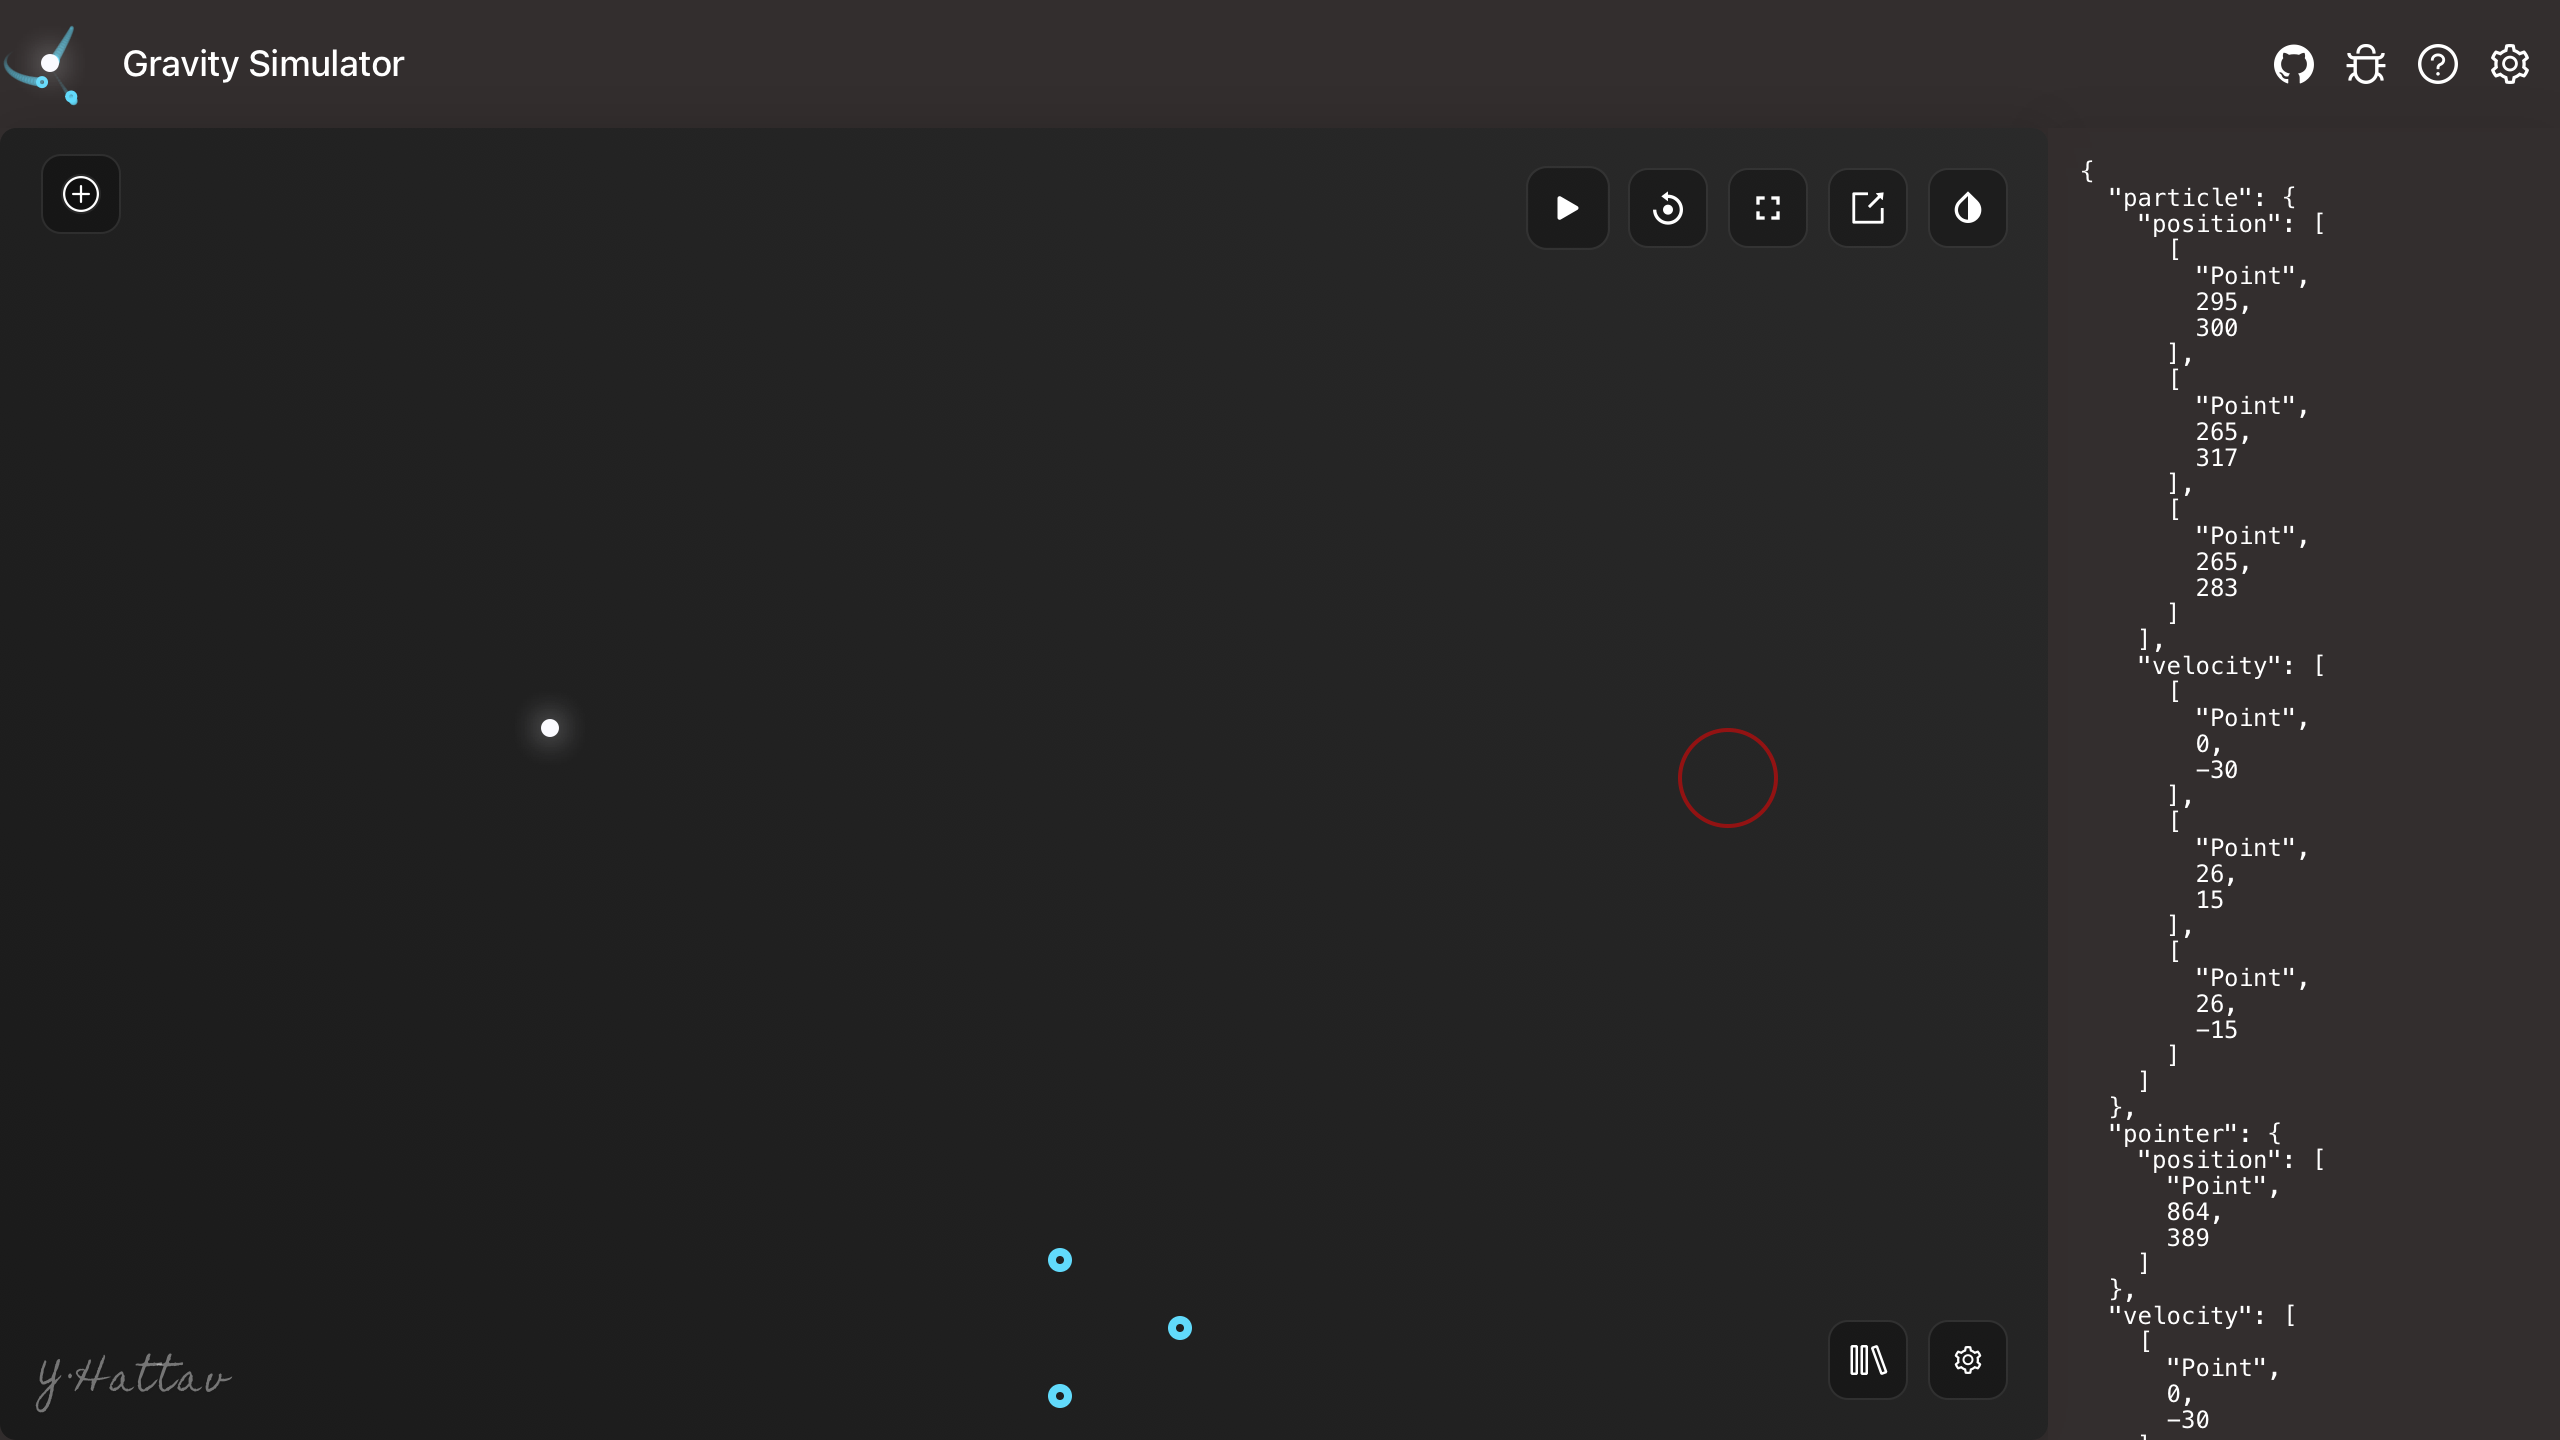 Gravity Simulator
{
"particle": {
"position": [
[
"Point",
295,
300
],
[
"Point",
265,
317
],
[
"Point",
265,
283
]
],
"velocity": [
[
"Point",
0,
-30
],
[
"Point",
26,
15
],
[
"Point",
26,
-15
]
]
},
"pointer": {
"position": [
"Point",
864,
389
]
},
"velocity": [
[
"Point",
0,
-30
Y.Hattav